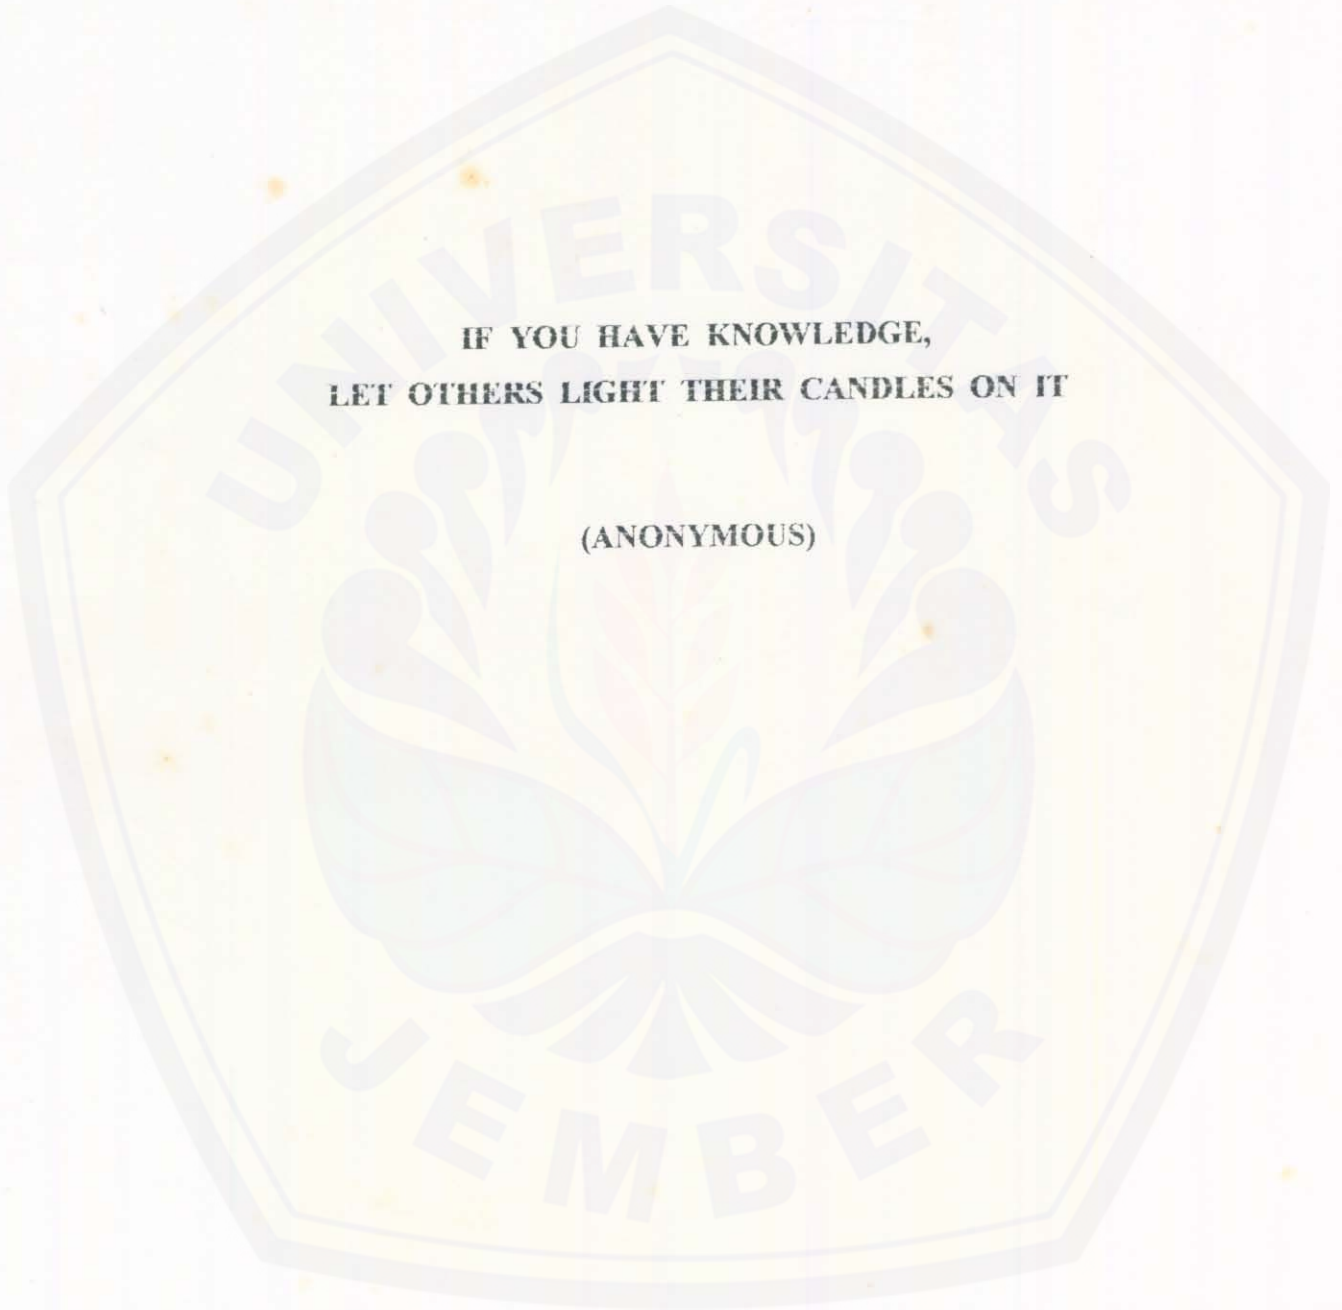 UNIVERSITAS
IF YOU HAVE KNOWLEDGE,
LET OTHERS LIGHT THEIR CANDLES ON IT
(ANONYMOUS)
JEMBER